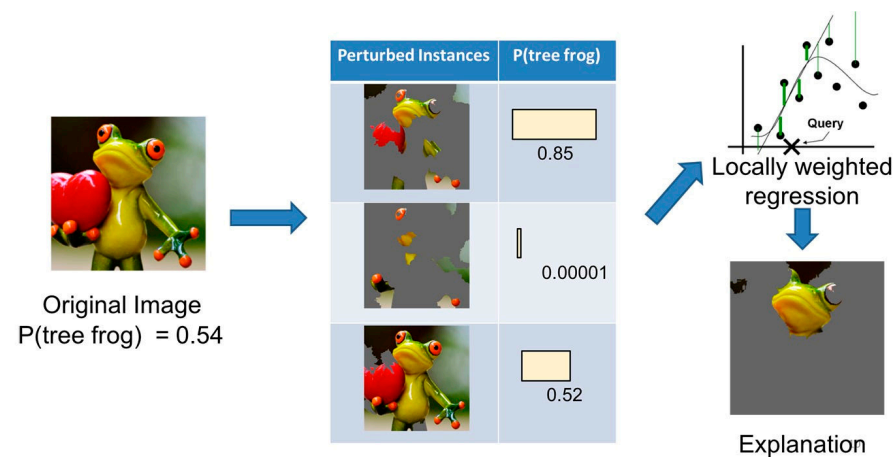 Original Image
P(tree frog) = 0.54
Perturbed Instances
P(tree frog)
0.85
0.00001
0.52
Query
Locally weighted
regression
Explanation